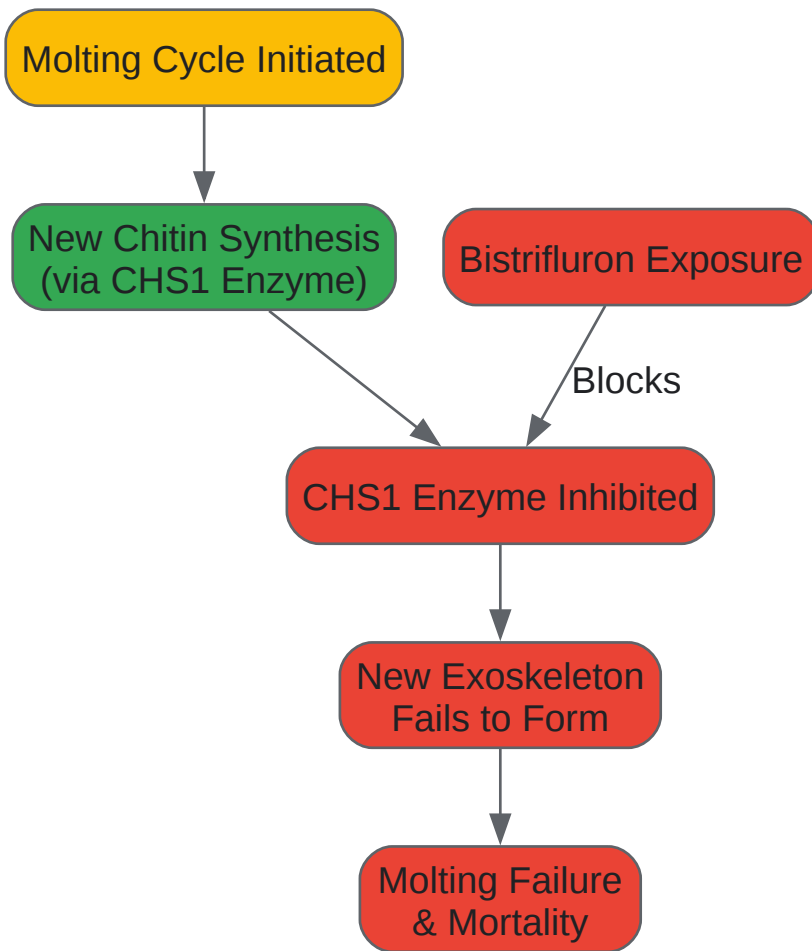 Molting Cycle Initiated
New Chitin Synthesis
(via CHS1 Enzyme)
Bistrifluron Exposure
Blocks
CHS1 Enzyme Inhibited
New Exoskeleton
Fails to Form
Molting Failure
& Mortality